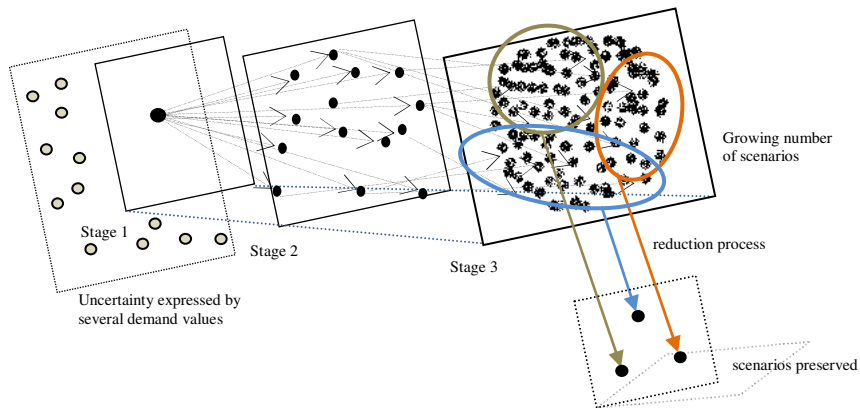 Growing number
of scenarios
Stage 1
Stage 2
Stage 3
reduction process
Uncertainty expressed by
several demand values
scenarios preserved